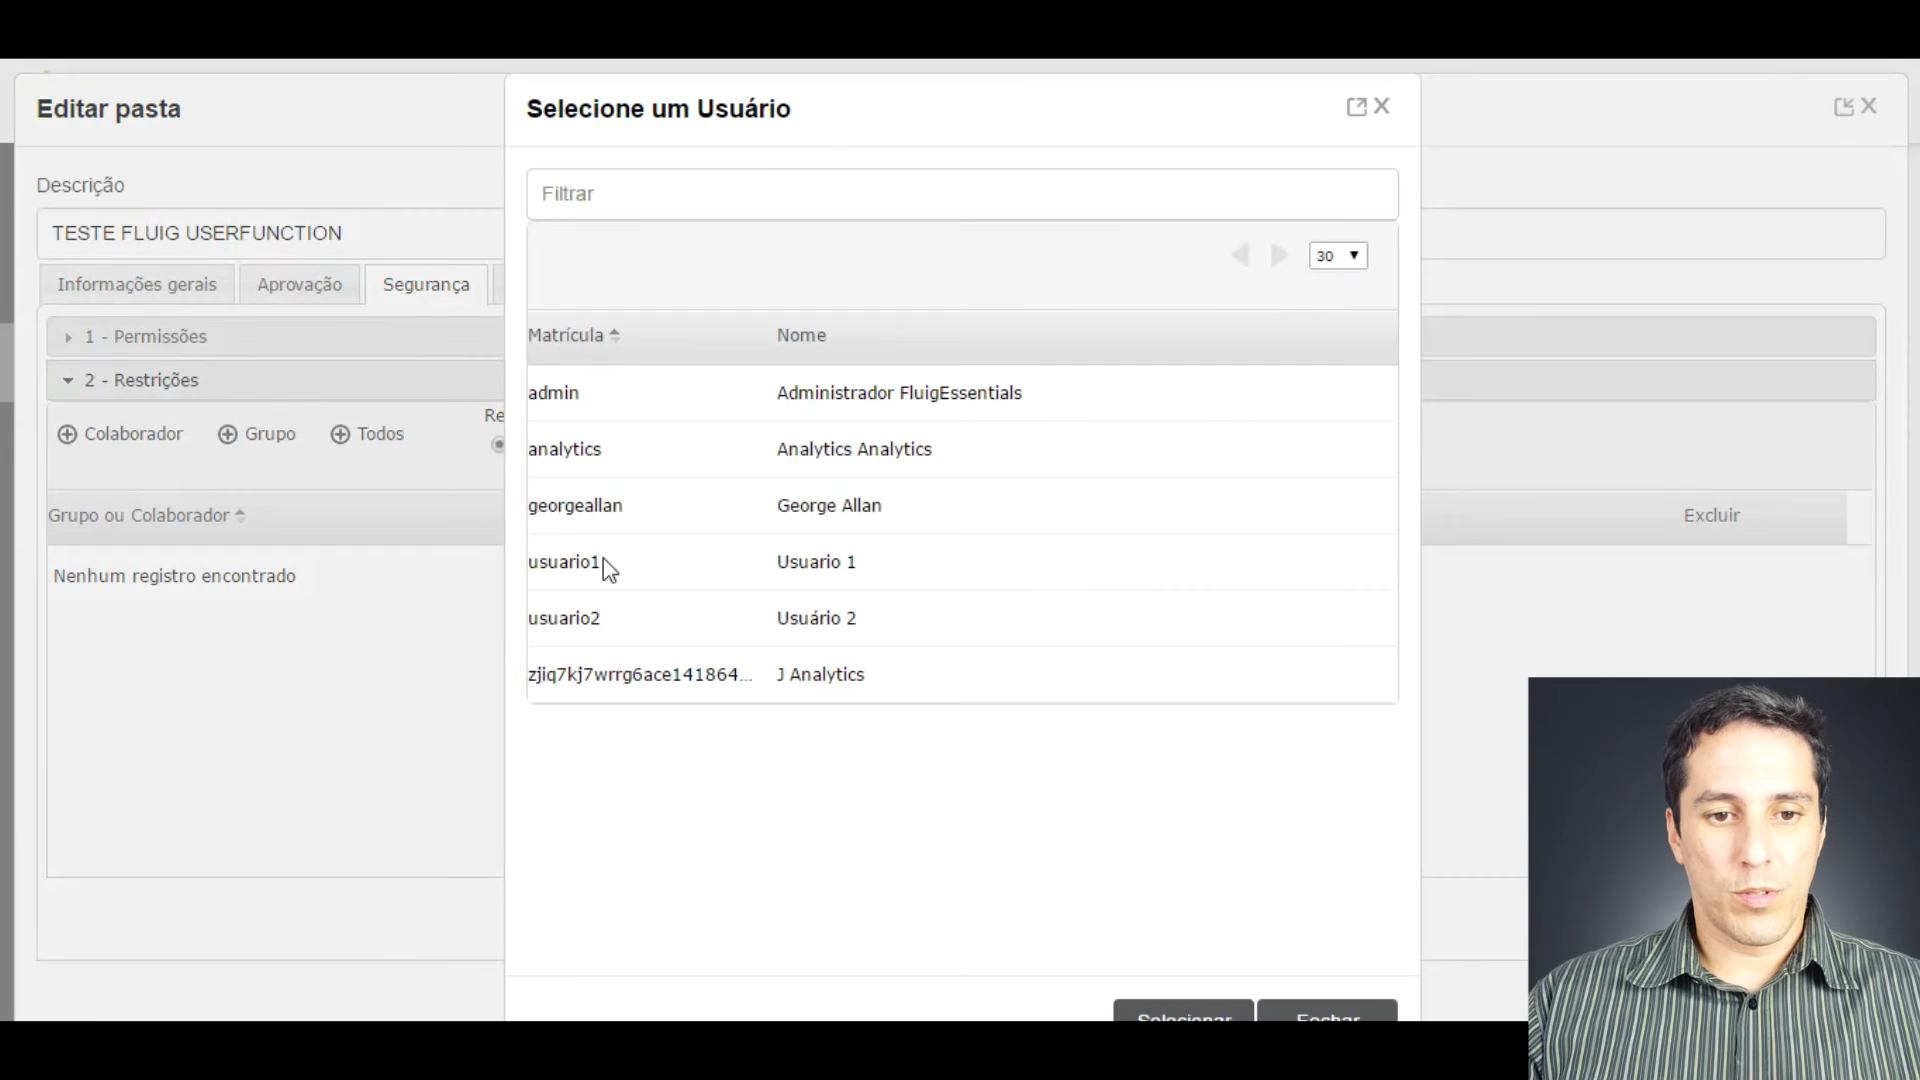 Editar pasta
Selecione um Usuário
Descrição
Filtrar
TESTE FLUIG USERFUNCTION
30
Informações gerais
Aprovação
Segurança
1 - Permissões
Matrícula
Nome
2 - Restrições
admin
Administrador FluigEssentials
Re
Colaborador
Grupo
Todos
analytics
Analytics Analytics
georgeallan
George Allan
Grupo ou Colaborador
Excluir
usuario1
Usuario 1
Nenhum registro encontrado
usuario2
Usuário 2
zjiq7kj7wrrg6ace141864...
J Analytics
Selecionar
Fechar